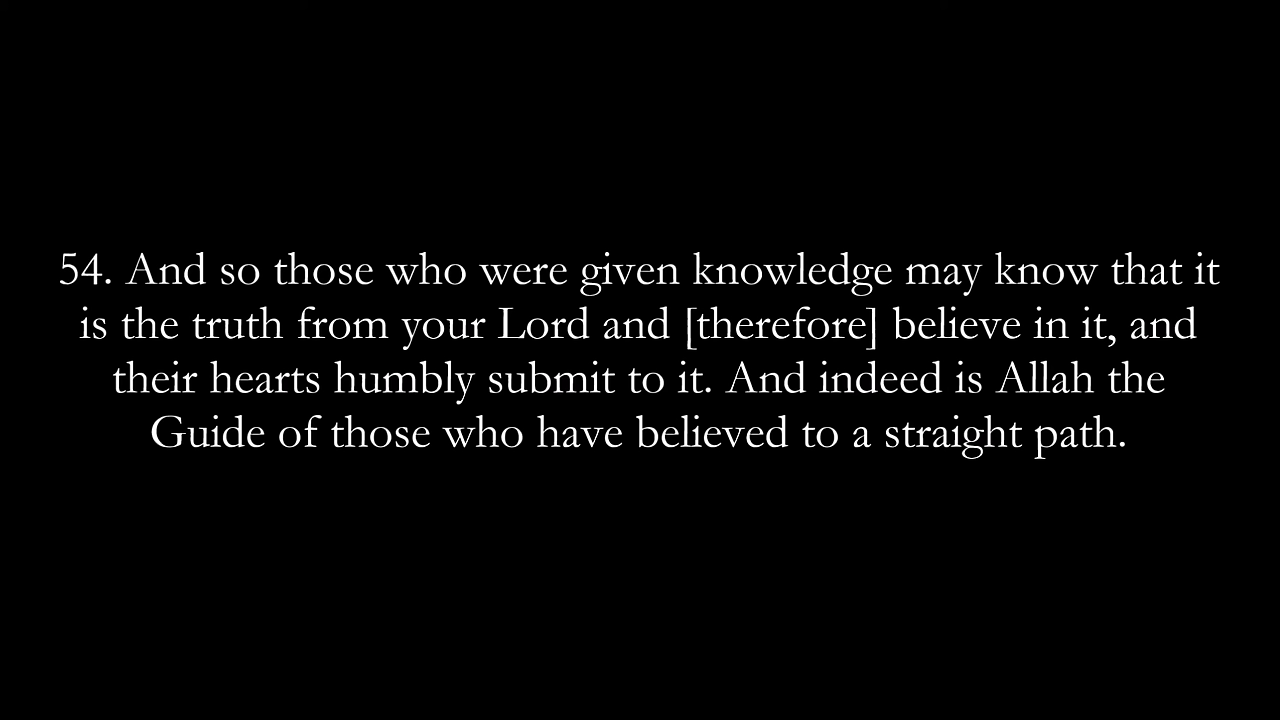 54. And so those who were given knowledge may know that it
is the truth from your Lord and [therefore] believe in it, and
their hearts humbly submit to it. And indeed is Allah the
Guide of those who have believed to a straight path.